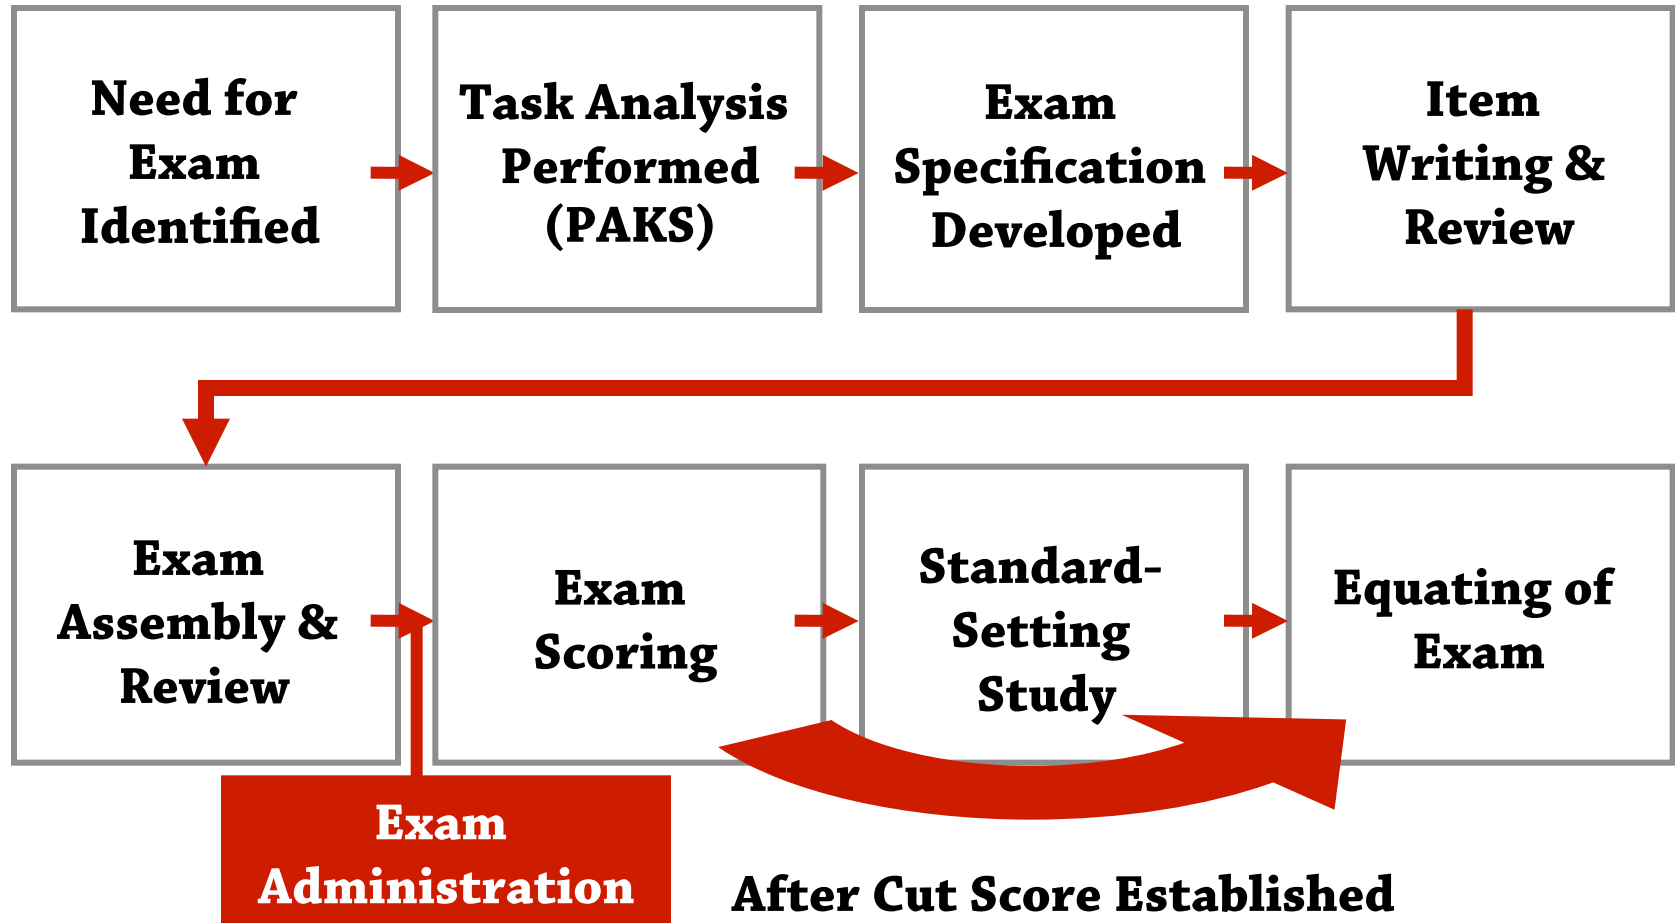 Need for
Exam
Identified
Task Analysis
Performed
(PAKS)
Exam
Specification
Developed
Item
Writing &
Review
Exam
Assembly &
Review
Exam
Scoring
Standard-
Setting
Study
Equating of
Exam
Exam
Administration
After Cut Score Established